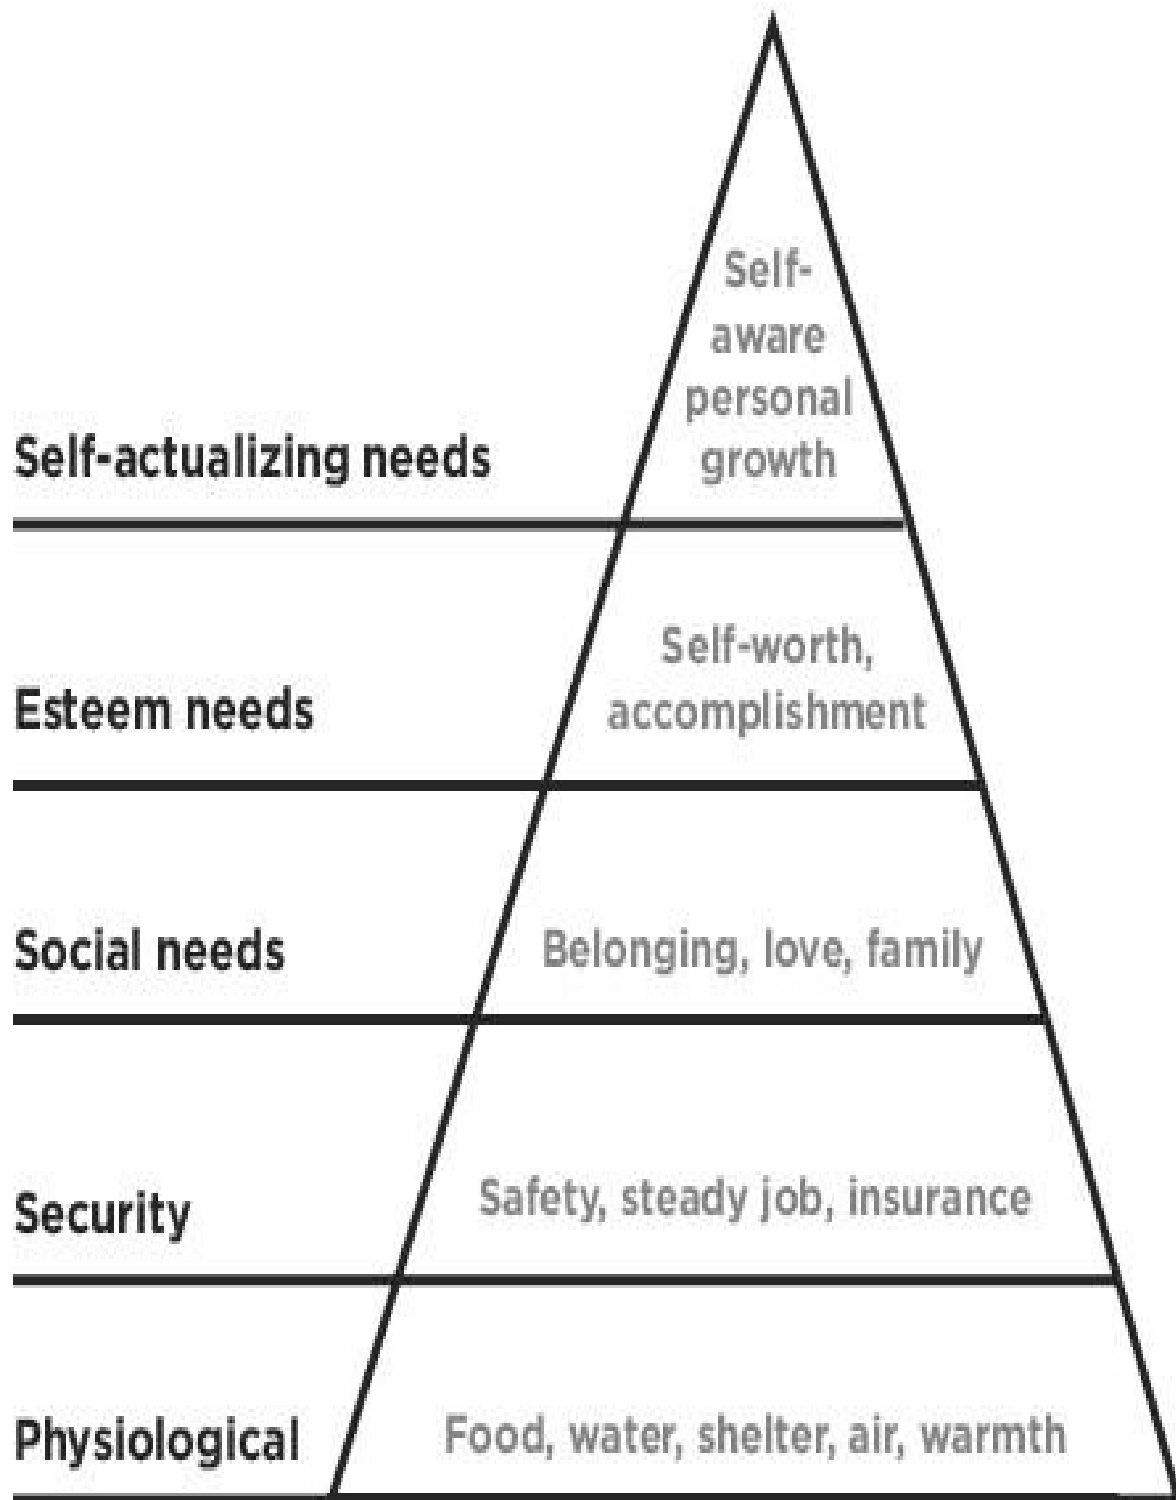 Self-
aware
personal
growth
Self-actualizing needs
Self-worth,
accomplishment
Esteem needs
Social needs
Belonging, love, family
Security
Safety, steady job, insurance
Physiological
Food, water, shelter, air, warmth